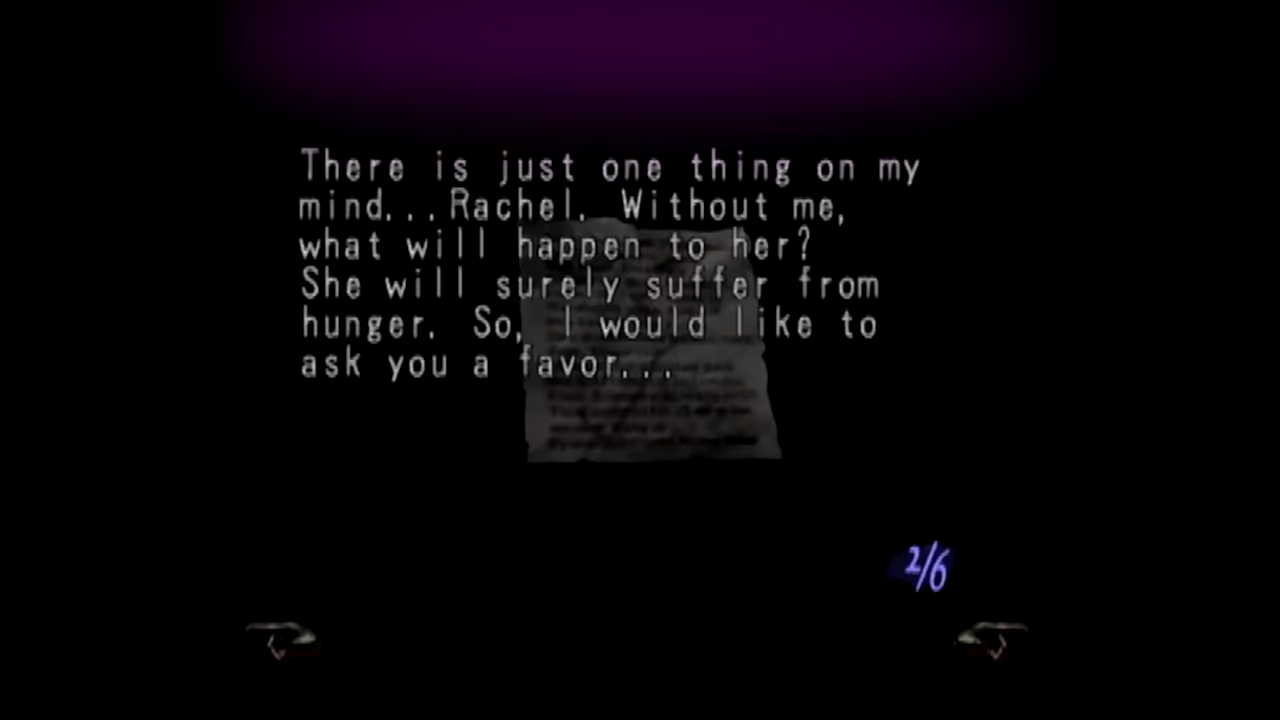 There is just one thing on my
mind...Rachel. Without me,
what will happen to her?
She will surely suffer from
hunger. So, I would like to
ask you a favor...
2/6